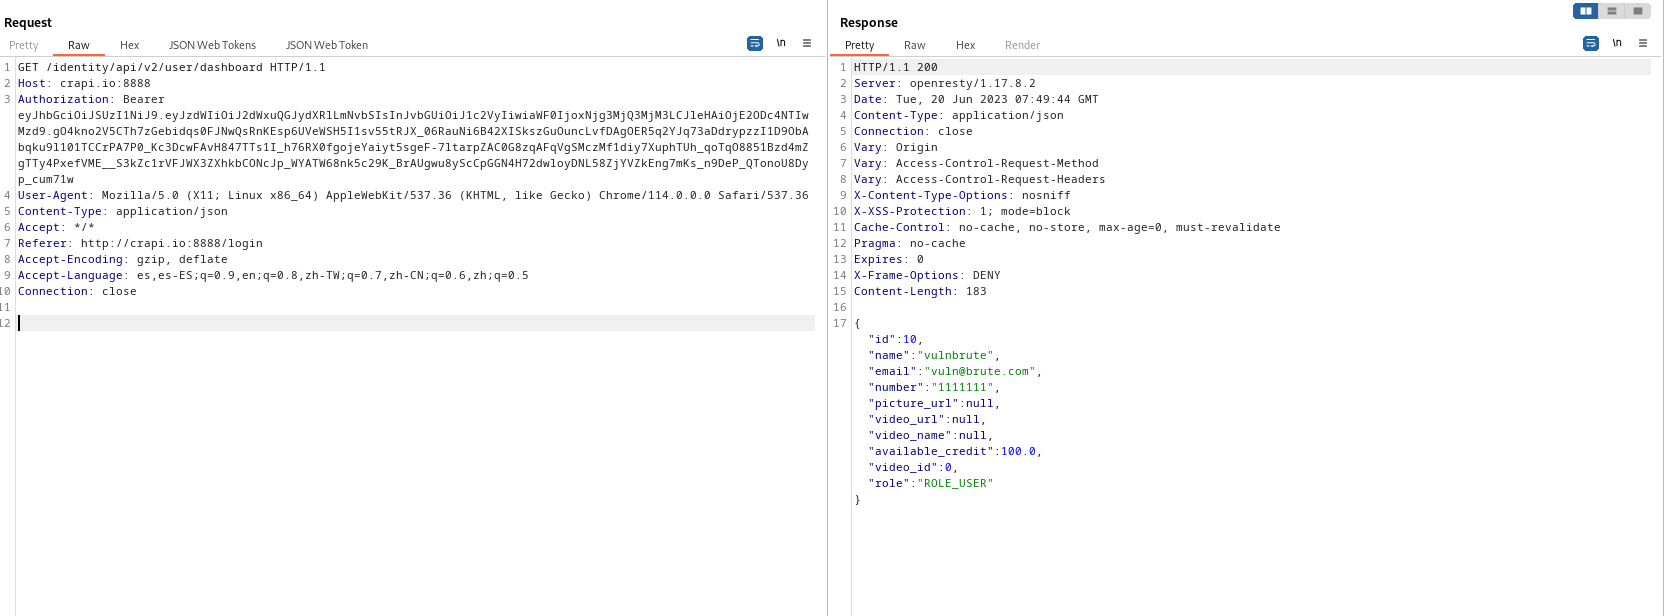 Request
Pretty Raw Hex JSON Web Tokens JSON Web Token \n
1 GET /identity/api/v2/user/dashboard HTTP/1.1
2 Host: crapi.io:8888
3 Authorization: Bearer
eyJhbGciOiJSUzI1NiJ9.eyJzdWIiOiJ2dWxuQGJydXRlLmNvbSIsInJvbGUiOiJ1c2VyIiwiaWF0IjoxNjg3MjQ3MjM3LCJleHAiOjE2ODc4NTIw
Mzd9.gO4kno2V5CTh7zGebidqs0FJNwQsRnKEsp6UVeWSH5I1sv55tRJX_06RauNi6B42XISkszGuOuncLvfDAgOER5q2YJq73aDdrypzzI1D9ObA
bqku9l101TCCrPA7P0_Kc3DcwFAvH847TTs1I_h76RX0fgojeYaiyt5sgeF-7ltarpZAC0G8zqAFqVgSMczMf1diy7XuphTUh_qoTqO8851Bzd4mZ
gTTy4PxefVME__S3kZc1rVFJWX3ZXhkbCONcJp_WYATW68nk5c29K_BrAUgwu8yScCpGGN4H72dwloyDNL58ZjYVZkEng7mKs_n9DeP_QTonoU8Dy
p_cum71w
4 User-Agent: Mozilla/5.0 (X11; Linux x86_64) AppleWebKit/537.36 (KHTML, like Gecko) Chrome/114.0.0.0 Safari/537.36
5 Content-Type: application/json
6 Accept: */*
7 Referer: http://crapi.io:8888/login
8 Accept-Encoding: gzip, deflate
9 Accept-Language: es,es-ES;q=0.9,en;q=0.8,zh-TW;q=0.7,zh-CN;q=0.6,zh;q=0.5
10 Connection: close
11
12
Response
Pretty Raw Hex Render \n
1 HTTP/1.1 200
2 Server: openresty/1.17.8.2
3 Date: Tue, 20 Jun 2023 07:49:44 GMT
4 Content-Type: application/json
5 Connection: close
6 Vary: Origin
7 Vary: Access-Control-Request-Method
8 Vary: Access-Control-Request-Headers
9 X-Content-Type-Options: nosniff
10 X-XSS-Protection: 1; mode=block
11 Cache-Control: no-cache, no-store, max-age=0, must-revalidate
12 Pragma: no-cache
13 Expires: 0
14 X-Frame-Options: DENY
15 Content-Length: 183
16
17 {
"id":10,
"name":"vulnbrute",
"email":"vuln@brute.com",
"number":"1111111",
"picture_url":null,
"video_url":null,
"video_name":null,
"available_credit":100.0,
"video_id":0,
"role":"ROLE_USER"
}